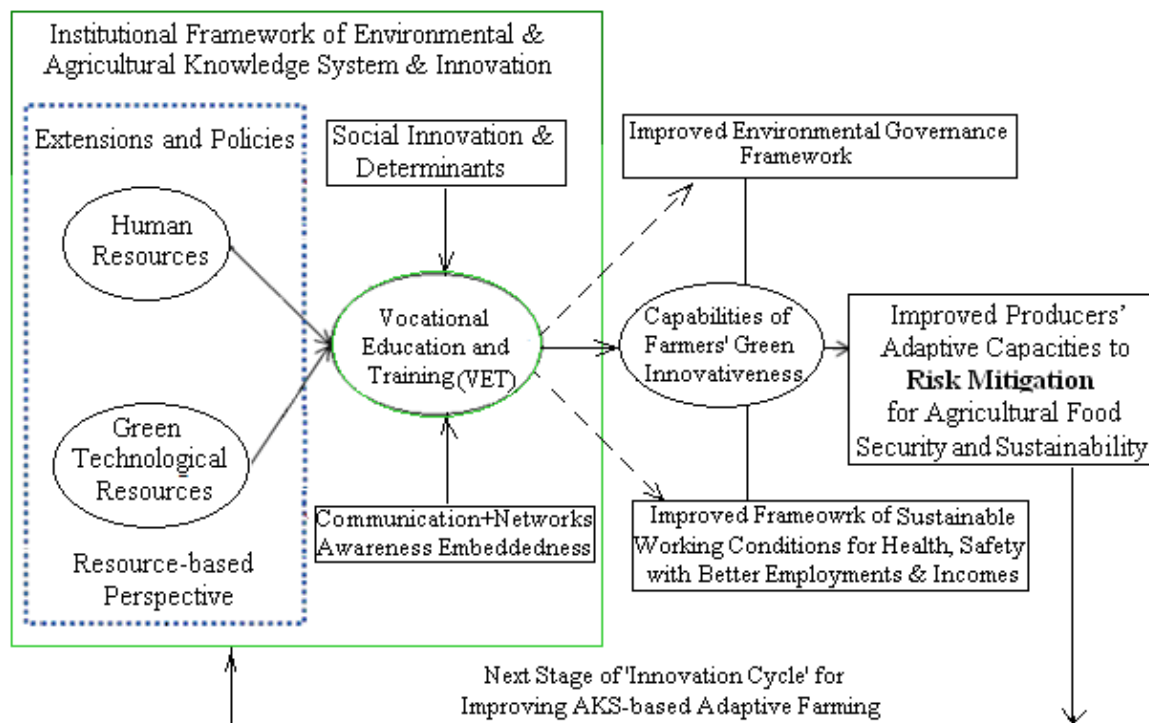 Institutional Framework of Environmental &
Agricultural Knowledge System & Innovation
Extensions and Policies
Human
Resources
Green
Technological
Resources
Resource-based
Perspective
Social Innovation &
Determinants
Vocational
Education and
Training(VET)
Communication+Networks
Awareness Embeddedness
Improved Environmental Governance
Framework
Capabilities of
Farmers' Green
Innovativeness
Improved Frameowrk of Sustainable
Working Conditions for Health, Safety
with Better Employments & Incomes
Improved Producers’
Adaptive Capacities to
Risk Mitigation
for Agricultural Food
Security and Sustainability
Next Stage of 'Innovation Cycle' for
Improving AKS-based Adaptive Farming